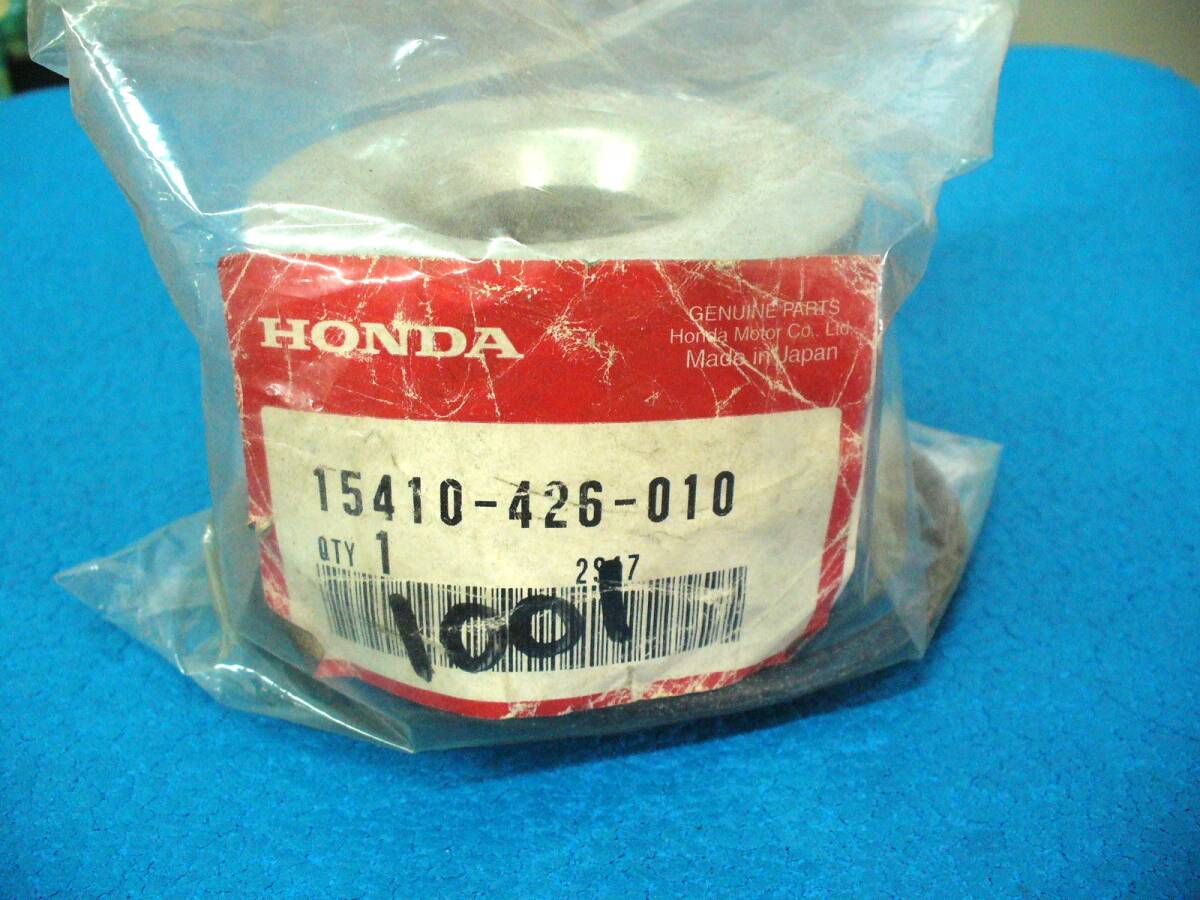 HONDA
GENUINE PARTS
Honda Motor Co. Ltd
Made in Japan
15410-426-010
QTY 1
1001